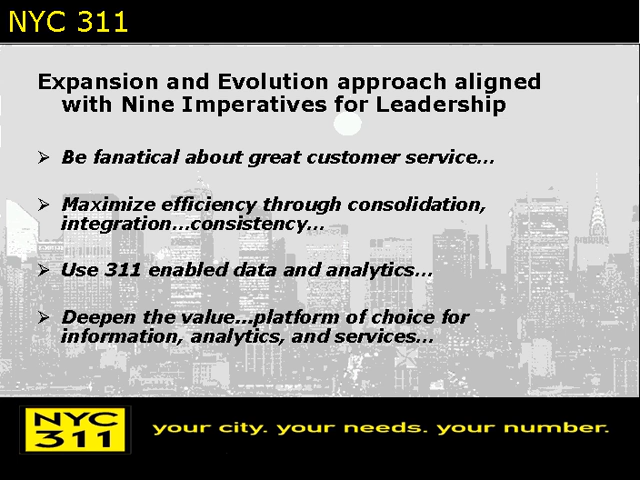 NYC 311
Expansion and Evolution approach aligned
with Nine Imperatives for Leadership
Be fanatical about great customer service...
Maximize efficiency through consolidation,
integration...consistency...
Use 311 enabled data and analytics...
Deepen the value...platform of choice for
information, analytics, and services...
NYC
311
your city. your needs. your number.